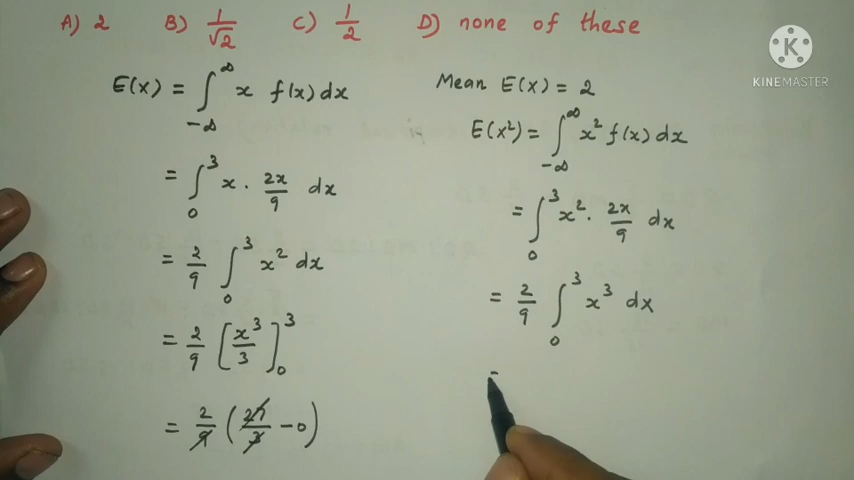 A) 2 B) 1/√2 C) 1/2 D) none of these
K
KINEMASTER
E(x) = ∫_{-∞}^{∞} x f(x) dx
= ∫_0^3 x · 2x/9 dx
= 2/9 ∫_0^3 x² dx
= 2/9 [x³/3]_0^3
= 2/9 (27/3 - 0)
Mean E(x) = 2
E(x²) = ∫_{-∞}^{∞} x² f(x) dx
= ∫_0^3 x² · 2x/9 dx
= 2/9 ∫_0^3 x³ dx